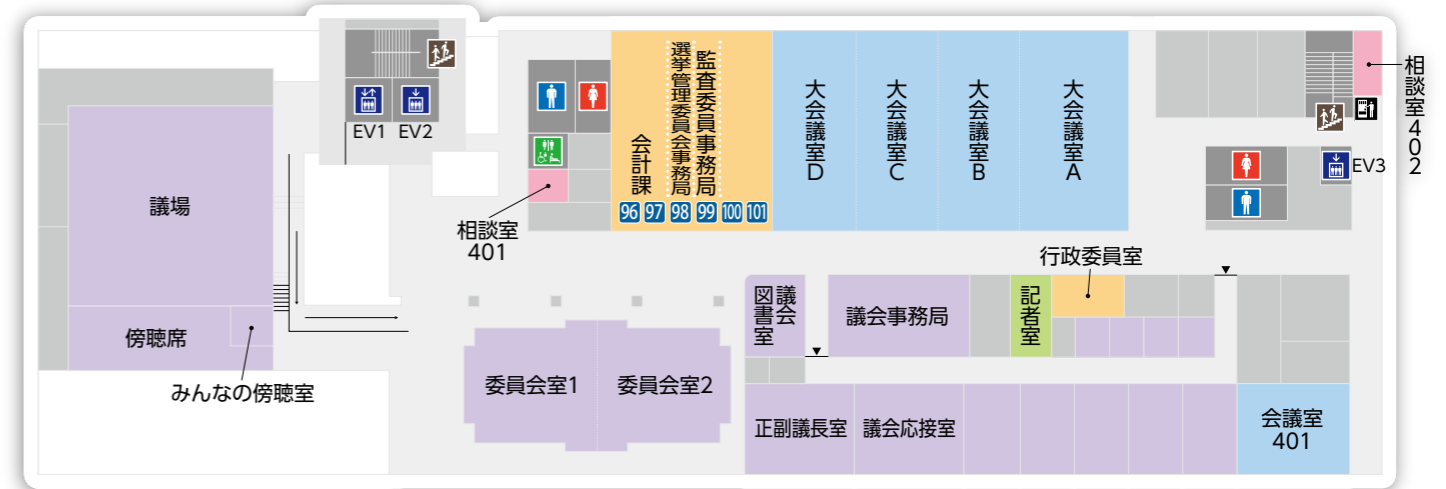 EV1
EV2
議場
傍聴席
みんなの傍聴室
相談室
401
会計課
選挙管理委員会事務局
監査委員事務局
96 97 98 99 100 101
大会議室D
大会議室C
大会議室B
大会議室A
相談室402
EV3
行政委員室
議会
図書室
議会事務局
記者室
委員会室1
委員会室2
正副議長室
議会応接室
会議室
401